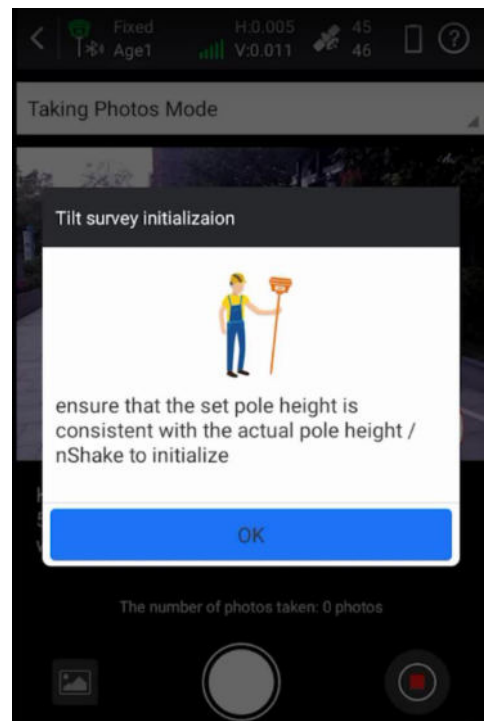 Fixed H:0.005 45
Age1 V:0.011 46
Taking Photos Mode
Tilt survey initializaion
ensure that the set pole height is
consistent with the actual pole height /
nShake to initialize
OK
The number of photos taken: 0 photos